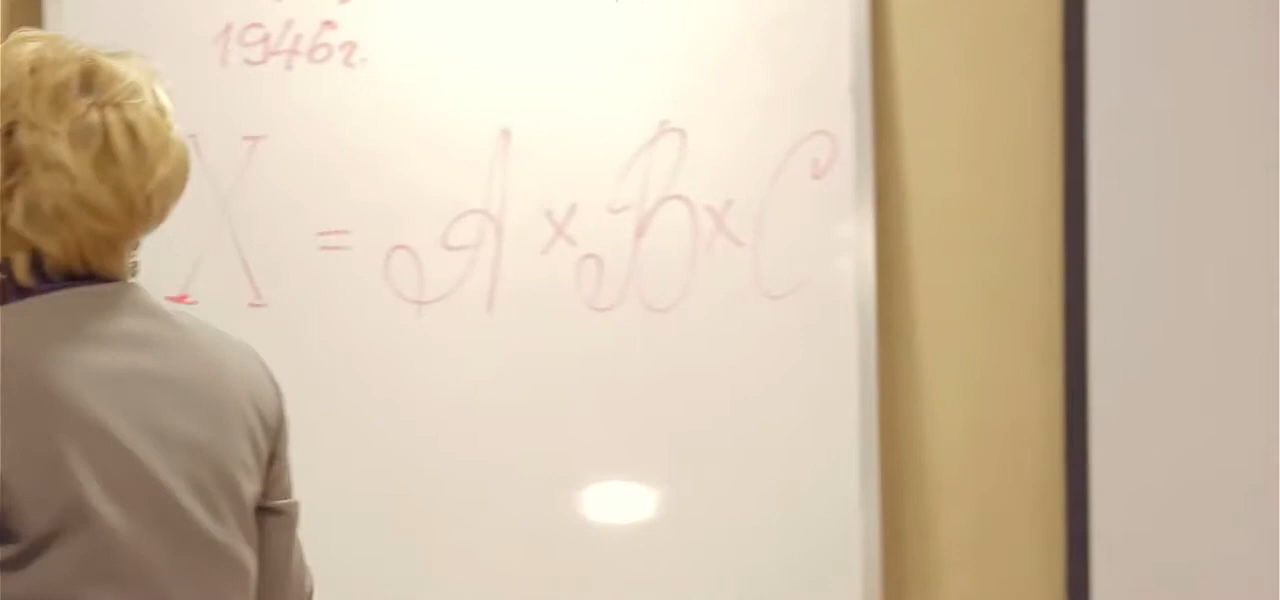 1946г.
X = A × B × C